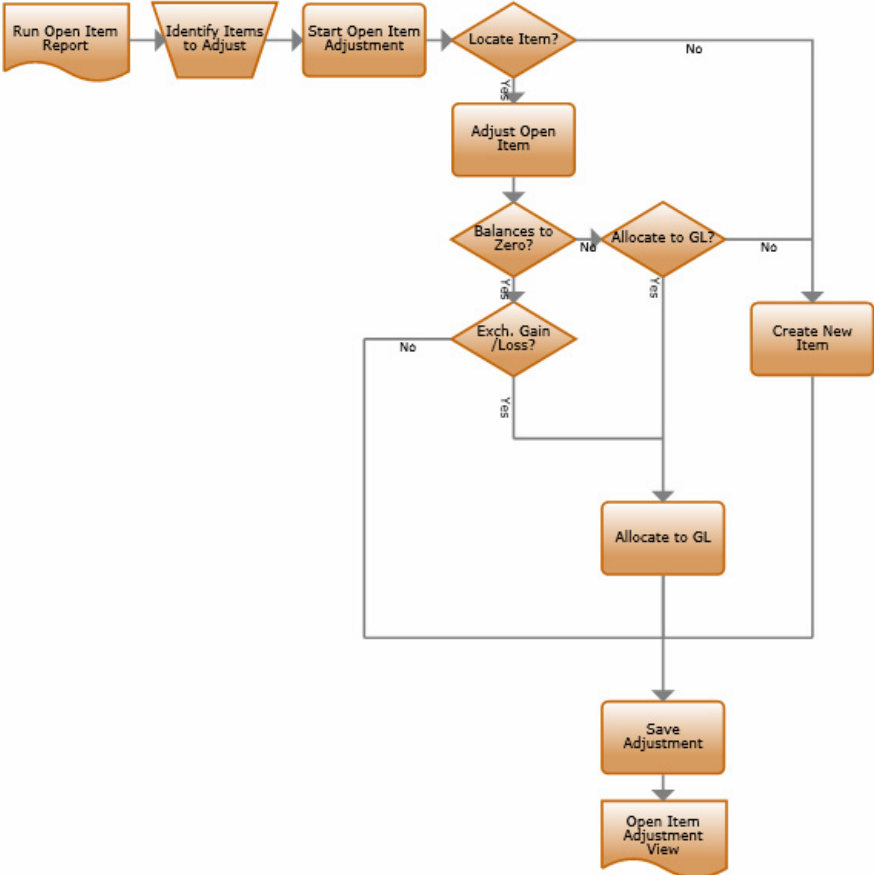 Run Open Item
Report
Identify Items
to Adjust
Start Open Item
Adjustment
Locate Item?
No
Yes
Adjust Open
Item
Balances to
Zero?
No
Allocate to GL?
No
Yes
Yes
Exch. Gain
/Loss?
No
Create New
Item
Yes
Allocate to GL
Save
Adjustment
Open Item
Adjustment
View